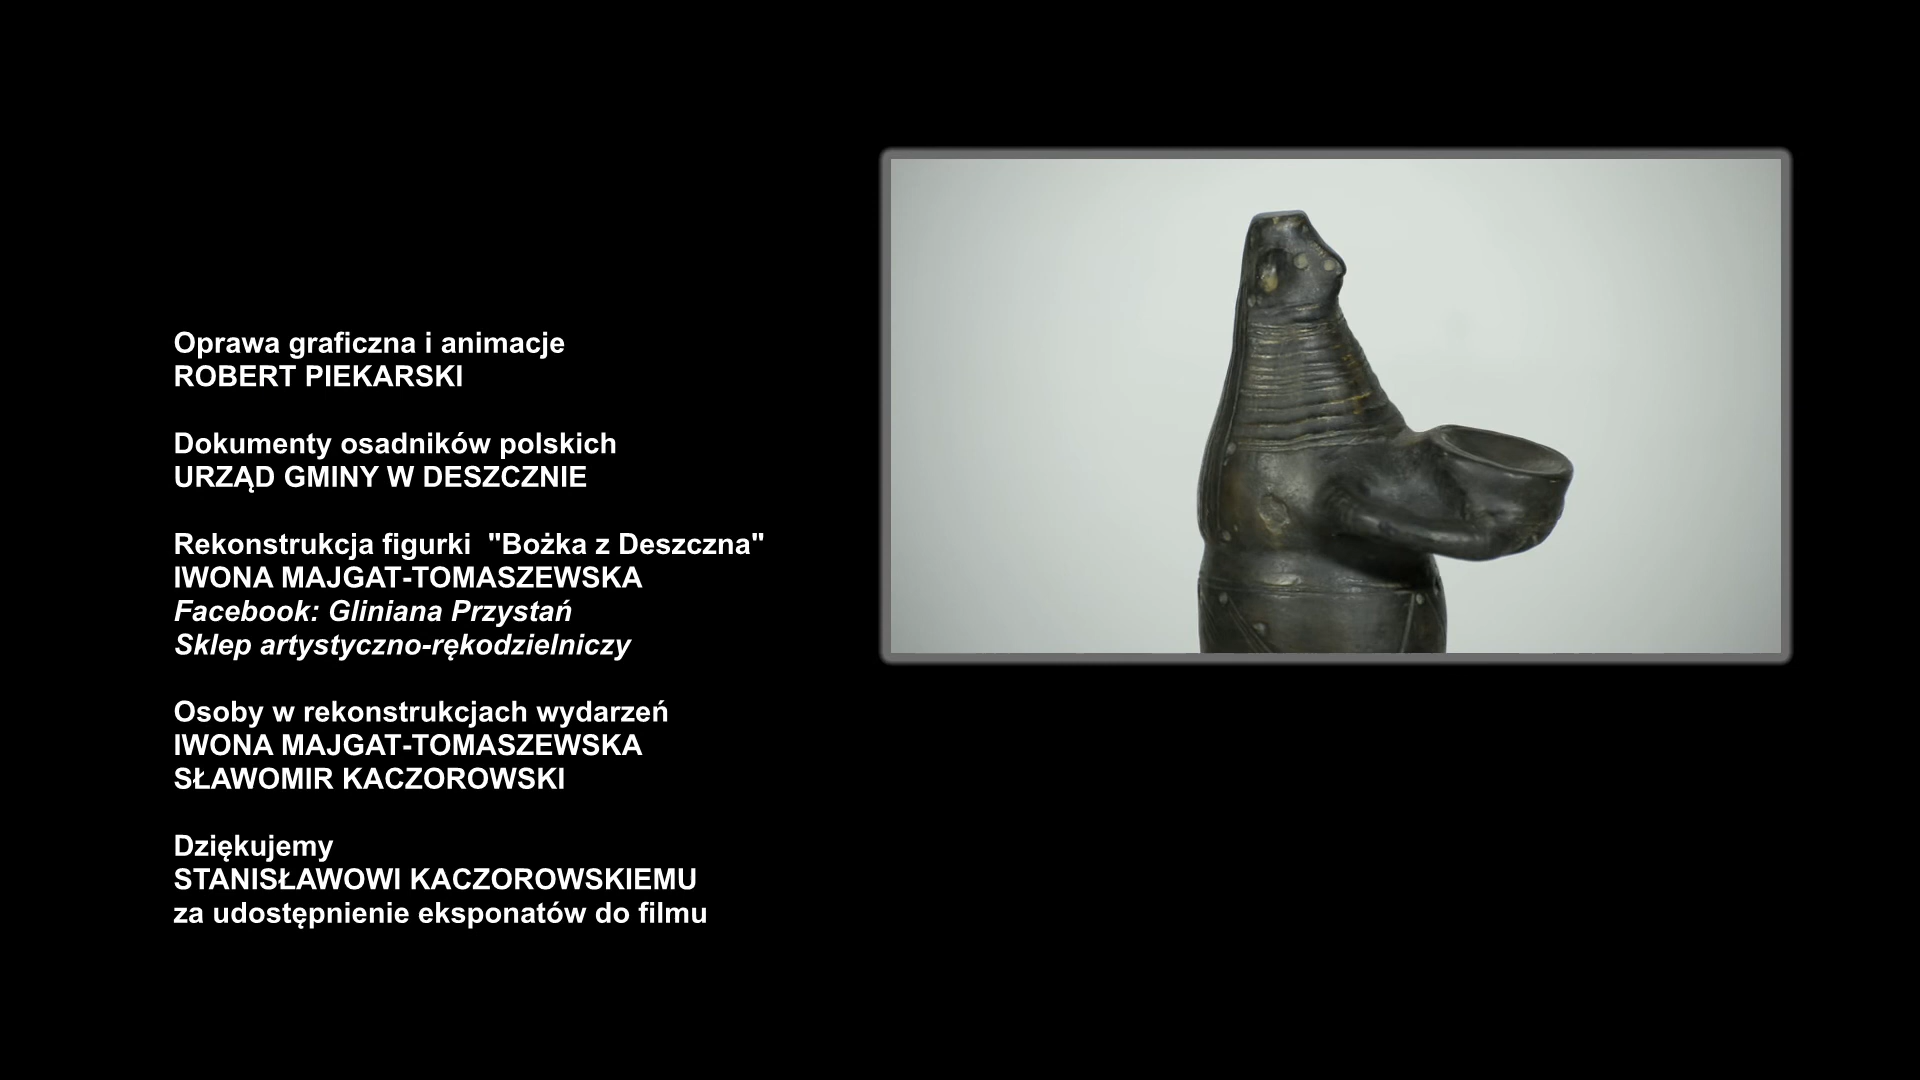 Oprawa graficzna i animacje
ROBERT PIEKARSKI
Dokumenty osadników polskich
URZĄD GMINY W DESZCZNIE
Rekonstrukcja figurki  "Bożka z Deszczna"
IWONA MAJGAT-TOMASZEWSKA
Facebook: Gliniana Przystań
Sklep artystyczno-rękodzielniczy
Osoby w rekonstrukcjach wydarzeń
IWONA MAJGAT-TOMASZEWSKA
SŁAWOMIR KACZOROWSKI
Dziękujemy
STANISŁAWOWI KACZOROWSKIEMU
za udostępnienie eksponatów do filmu